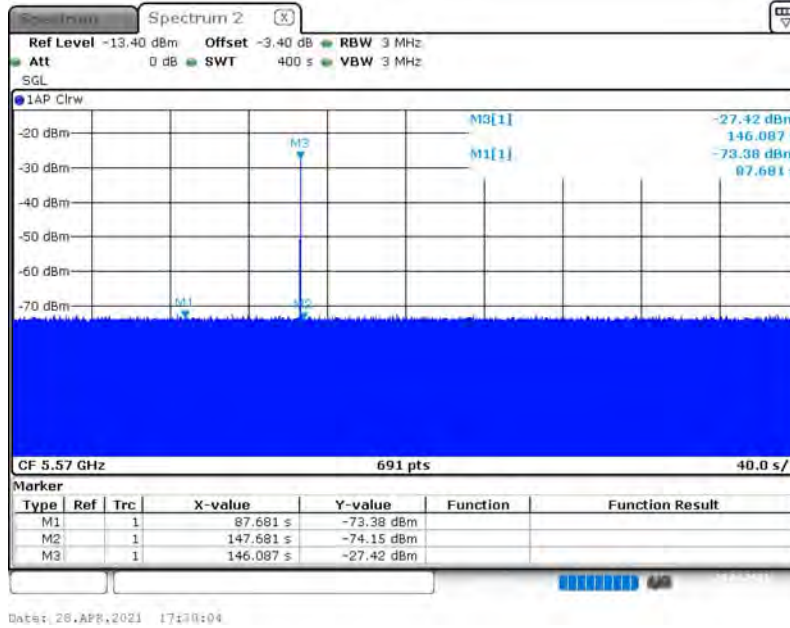 Spectrum Spectrum 2 X
Ref Level -13.40 dBm Offset -3.40 dB RBW 3 MHz
Att 0 dB SWT 400 s VBW 3 MHz
SGL
1AP Clrw
M3[1] -27.42 dBm
146.087
-20 dBm
M3
M1[1] -73.38 dBm
87.681 s
-30 dBm
-40 dBm
-50 dBm
-60 dBm
-70 dBm
M1 M2
CF 5.57 GHz 691 pts 40.0 s/
Marker
Type Ref Trc X-value Y-value Function Function Result
M1 1 87.681 s -73.38 dBm
M2 1 147.681 s -74.15 dBm
M3 1 146.087 s -27.42 dBm
Date: 28.APR.2021 17:30:04